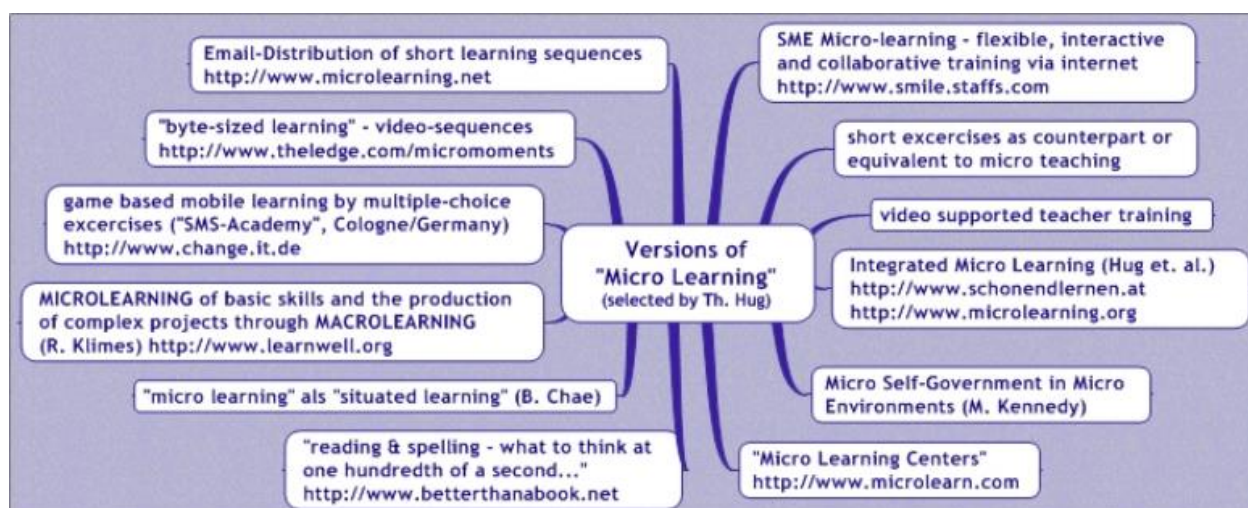 Email-Distribution of short learning sequences
http://www.microlearning.net
"byte-sized learning" - video-sequences
http://www.theledge.com/micromoments
game based mobile learning by multiple-choice
excercises ("SMS-Academy", Cologne/Germany)
http://www.change.it.de
MICROLEARNING of basic skills and the production
of complex projects through MACROLEARNING
(R. Klimes) http://www.learnwell.org
"micro learning" als "situated learning" (B. Chae)
"reading & spelling - what to think at
one hundredth of a second..."
http://www.betterthanabook.net
Versions of
"Micro Learning"
(selected by Th. Hug)
SME Micro-learning - flexible, interactive
and collaborative training via internet
http://www.smile.staffs.com
short excercises as counterpart or
equivalent to micro teaching
video supported teacher training
Integrated Micro Learning (Hug et. al.)
http://www.schonendlernen.at
http://www.microlearning.org
Micro Self-Government in Micro
Environments (M. Kennedy)
"Micro Learning Centers"
http://www.microlearn.com